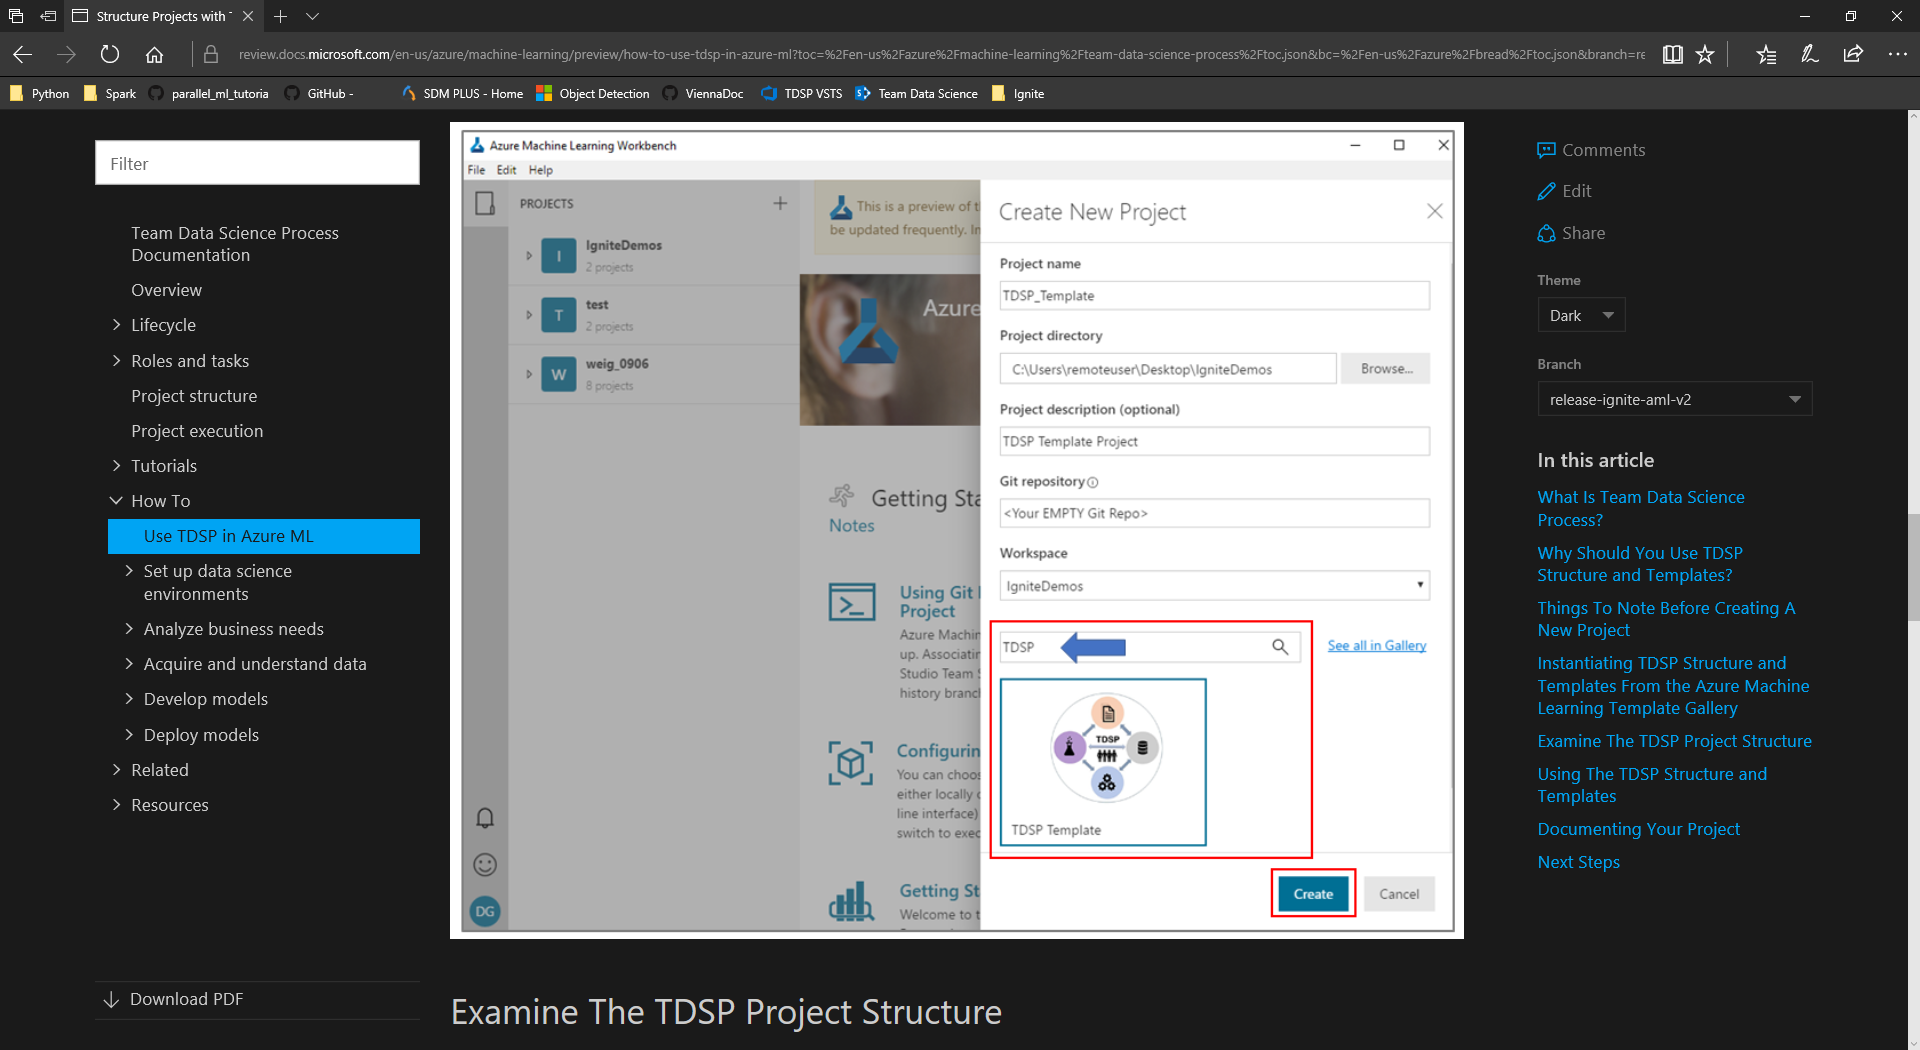 Structure Projects with T
review.docs.microsoft.com/en-us/azure/machine-learning/preview/how-to-use-tdsp-in-azure-ml?toc=%2Fen-us%2Fazure%2Fmachine-learning%2Fteam-data-science-process%2Ftoc.json&bc=%2Fen-us%2Fazure%2Fbread%2Ftoc.json&branch=re
Python Spark parallel_ml_tutoria GitHub - SDM PLUS - Home Object Detection ViennaDoc TDSP VSTS Team Data Science Ignite
Filter
Team Data Science Process
Documentation
Overview
Lifecycle
Roles and tasks
Project structure
Project execution
Tutorials
How To
Use TDSP in Azure ML
Set up data science
environments
Analyze business needs
Acquire and understand data
Develop models
Deploy models
Related
Resources
Download PDF
Azure Machine Learning Workbench
File Edit Help
PROJECTS
IgniteDemos
2 projects
test
2 projects
weig_0906
8 projects
I
T
W
DG
This is a preview of t
be updated frequently. In
Azure
Getting Sta
Notes
Using Git
Project
Azure Machin
up. Associatin
Studio Team S
history branc
Configurin
You can choos
either locally
line interface)
switch to exec
Getting St
Welcome to t
Create New Project
Project name
TDSP_Template
Project directory
C:\Users\remoteuser\Desktop\IgniteDemos
Browse...
Project description (optional)
TDSP Template Project
Git repository
<Your EMPTY Git Repo>
Workspace
IgniteDemos
TDSP
See all in Gallery
TDSP
TDSP Template
Create
Cancel
Examine The TDSP Project Structure
Comments
Edit
Share
Theme
Dark
Branch
release-ignite-aml-v2
In this article
What Is Team Data Science
Process?
Why Should You Use TDSP
Structure and Templates?
Things To Note Before Creating A
New Project
Instantiating TDSP Structure and
Templates From the Azure Machine
Learning Template Gallery
Examine The TDSP Project Structure
Using The TDSP Structure and
Templates
Documenting Your Project
Next Steps